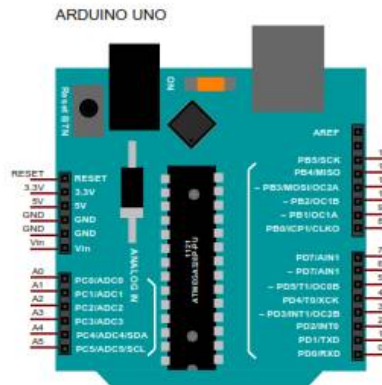 ARDUINO UNO
Reset BTN
ON
RESET
3.3V
5V
GND
GND
Vin
RESET
3.3V
5V
GND
GND
Vin
ANALOG IN
A0
A1
A2
A3
A4
A5
PC0/ADC0
PC1/ADC1
PC2/ADC2
PC3/ADC3
PC4/ADC4/SDA
PC5/ADC5/SCL
1121
ATMEGA328P-PU
AREF
PB5/SCK
PB4/MISO
~ PB3/MOSI/OC2A
~ PB2/OC1B
~ PB1/OC1A
PB0/ICP1/CLKO
PD7/AIN1
~ PD7/AIN1
~ PD5/T1/OC0B
PD4/T0/XCK
~ PD3/INT1/OC2B
PD2/INT0
PD1/TXD
PD0/RXD